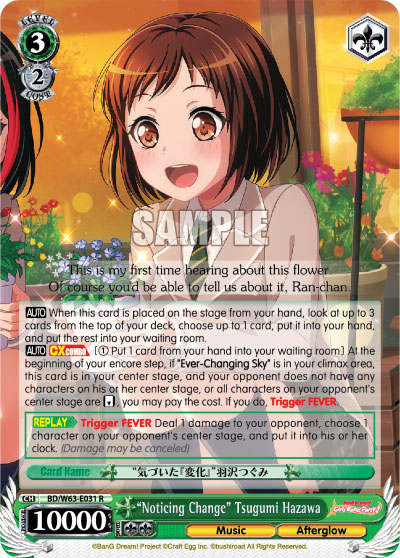 LEVEL
3
2
COST
SAMPLE
This is my first time hearing about this flower.
Of course you'd be able to tell us about it, Ran-chan.
AUTO When this card is placed on the stage from your hand, look at up to 3
cards from the top of your deck, choose up to 1 card, put it into your hand,
and put the rest into your waiting room.
AUTO CXCOMBO [① Put 1 card from your hand into your waiting room] At the
beginning of your encore step, if "Ever-Changing Sky" is in your climax area,
this card is in your center stage, and your opponent does not have any
characters on his or her center stage, or all characters on your opponent's
center stage are [▼], you may pay the cost. If you do, Trigger FEVER.
REPLAY Trigger FEVER Deal 1 damage to your opponent, choose 1
character on your opponent's center stage, and put it into his or her
clock. (Damage may be canceled)
Card Name
“気づいた『変化』”羽沢つぐみ
CH
BD/W63-E031 R
"Noticing Change" Tsugumi Hazawa
POWER
10000
Music
Afterglow
©BanG Dream! Project ©Craft Egg Inc. ©bushiroad All Rights Reserved.